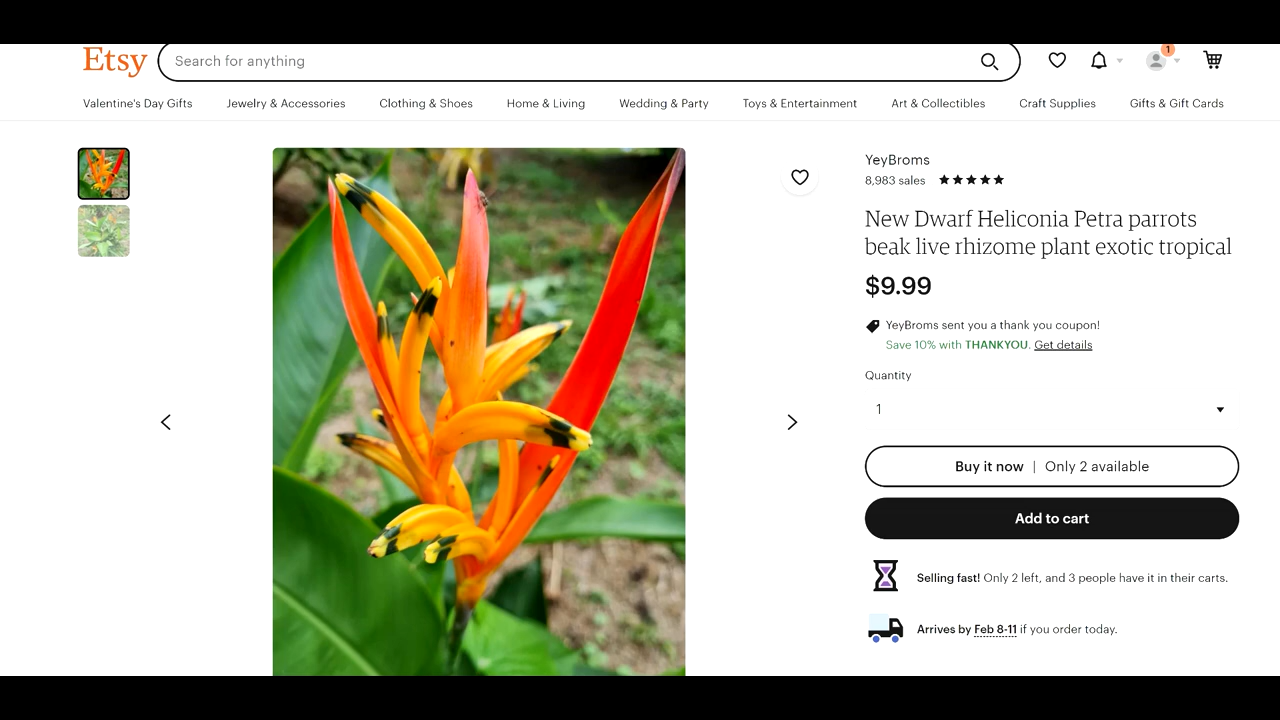 Etsy
Search for anything
1
Valentine's Day Gifts
Jewelry & Accessories
Clothing & Shoes
Home & Living
Wedding & Party
Toys & Entertainment
Art & Collectibles
Craft Supplies
Gifts & Gift Cards
YeyBroms
8,983 sales
New Dwarf Heliconia Petra parrots
beak live rhizome plant exotic tropical
$9.99
YeyBroms sent you a thank you coupon!
Save 10% with THANKYOU. Get details
Quantity
1
Buy it now | Only 2 available
Add to cart
Selling fast! Only 2 left, and 3 people have it in their carts.
Arrives by Feb 8-11 if you order today.